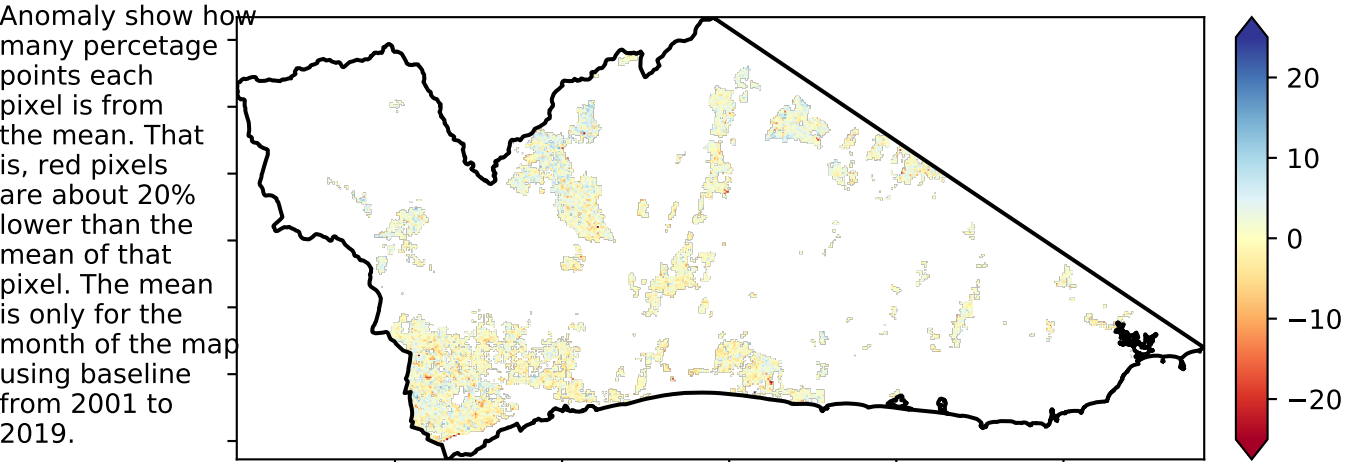 Anomaly show how
many percetage
points each
pixel is from
the mean. That
is, red pixels
are about 20%
lower than the
mean of that
pixel. The mean
is only for the
month of the map
using baseline
from 2001 to
2019.
20
10
0
−10
−20